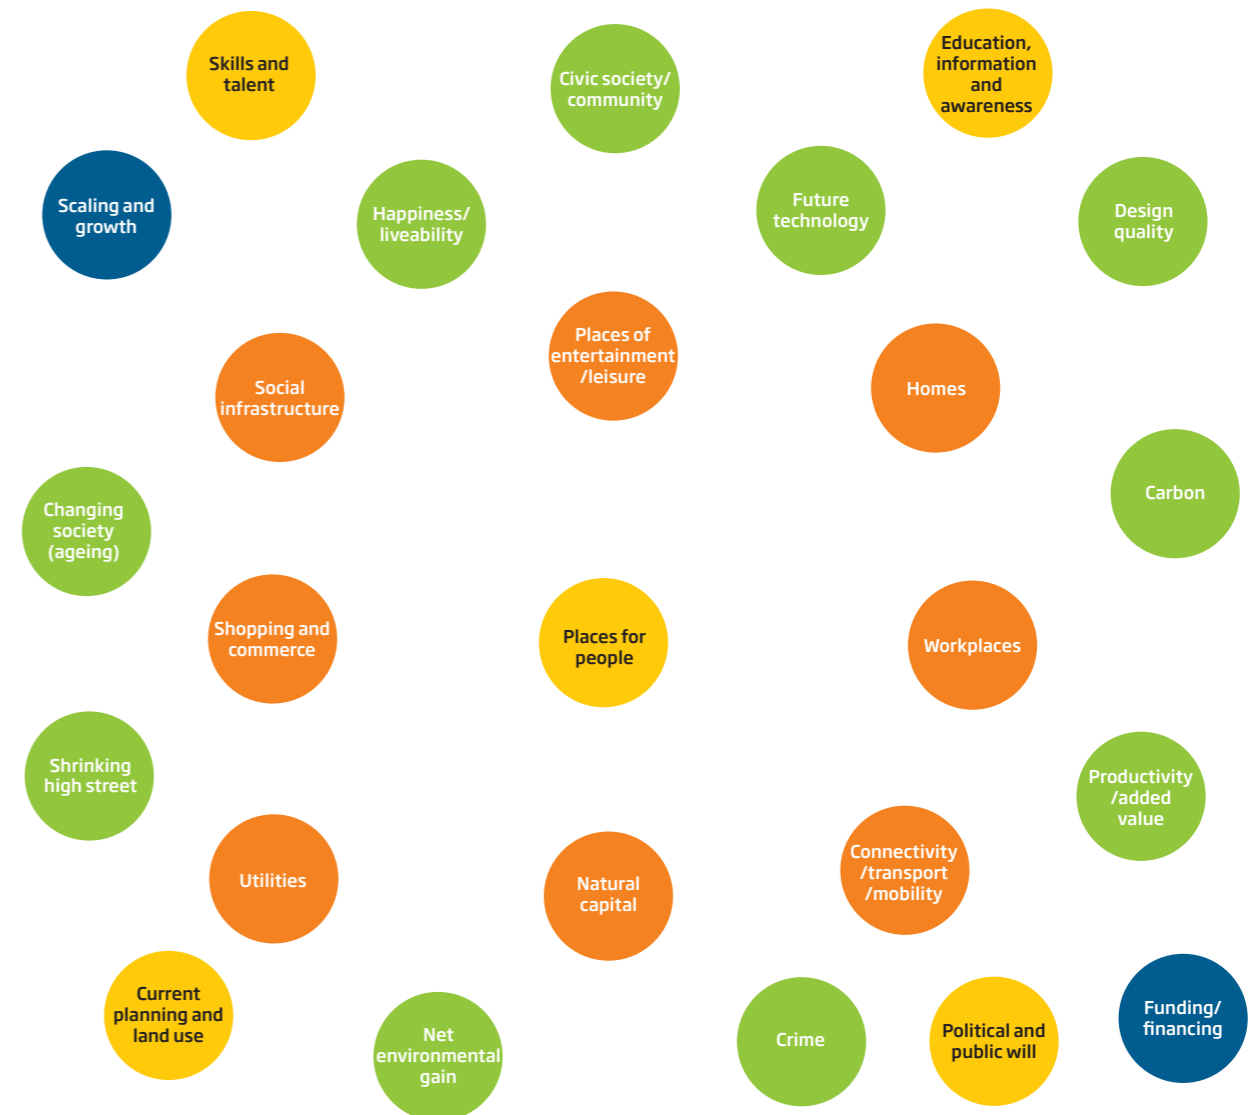 Skills and
talent
Civic society/
community
Education,
information
and
awareness
Scaling and
growth
Happiness/
liveability
Future
technology
Design
quality
Social
infrastructure
Places of
entertainment
/leisure
Homes
Carbon
Changing
society
(ageing)
Shopping and
commerce
Places for
people
Workplaces
Shrinking
high street
Productivity
/added
value
Utilities
Natural
capital
Connectivity
/transport
/mobility
Current
planning and
land use
Net
environmental
gain
Crime
Political and
public will
Funding/
financing